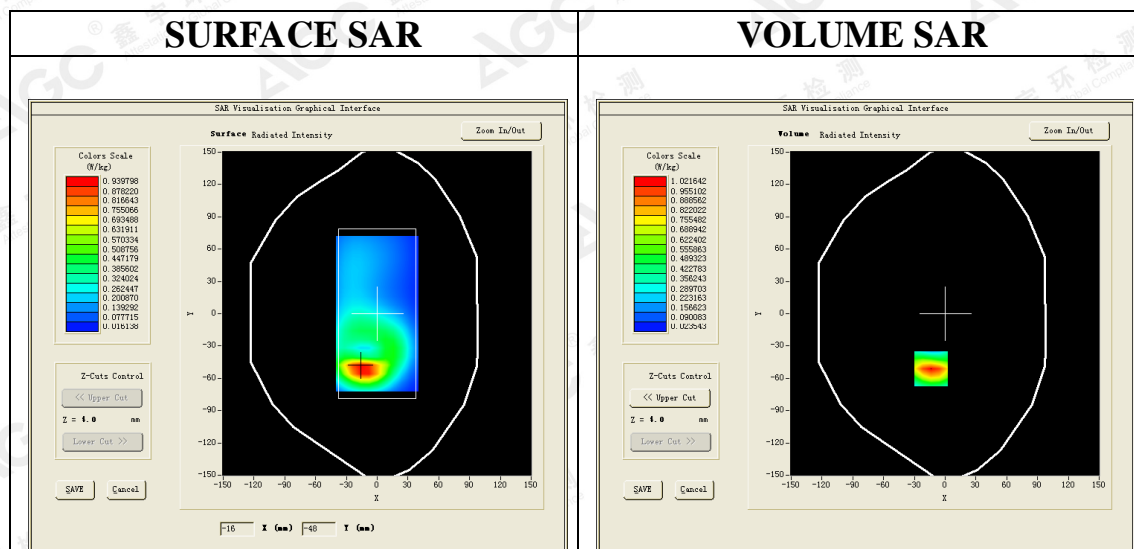 SURFACE SAR
VOLUME SAR
SAR Visualisation Graphical Interface
Surface Radiated Intensity
Zoom In/Out
Colors Scale
(W/kg)
0.939798
0.878220
0.816643
0.755066
0.693488
0.631911
0.570334
0.508756
0.447179
0.385602
0.324024
0.262447
0.200870
0.139292
0.077715
0.016138
150
120
90
60
30
0
-30
-60
-90
-120
-150
Y
-150 -120 -90 -60 -30 0 30 60 90 120 150
X
Z-Cuts Control
<< Upper Cut
Z = 4.0 mm
Lower Cut >>
SAVE Cancel
-16 X (mm) -48 Y (mm)
SAR Visualisation Graphical Interface
Volume Radiated Intensity
Zoom In/Out
Colors Scale
(W/kg)
1.021642
0.955102
0.888562
0.822022
0.755482
0.688942
0.622402
0.555863
0.489323
0.422783
0.356243
0.289703
0.223163
0.156623
0.090083
0.023543
150
120
90
60
30
0
-30
-60
-90
-120
-150
Y
-150 -120 -90 -60 -30 0 30 60 90 120 150
X
Z-Cuts Control
<< Upper Cut
Z = 4.0 mm
Lower Cut >>
SAVE Cancel